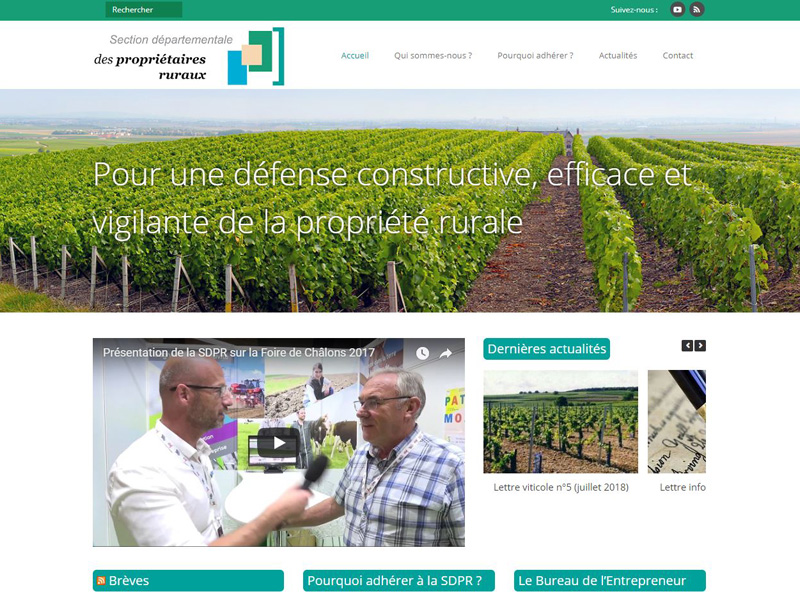 Rechercher
Suivez-nous :
Section départementale
des propriétaires
ruraux
Accueil
Qui sommes-nous ?
Pourquoi adhérer ?
Actualités
Contact
Pour une défense constructive, efficace et
vigilante de la propriété rurale
Présentation de la SDPR sur la Foire de Châlons 2017
PAT
MO
Dernières actualités
Lettre viticole n°5 (juillet 2018)
Lettre info
Brèves
Pourquoi adhérer à la SDPR ?
Le Bureau de l'Entrepreneur